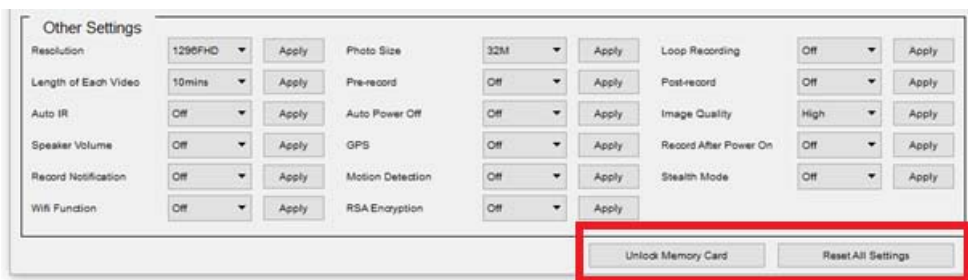 Other Settings
Resolution 1296FHD Apply Photo Size 32M Apply Loop Recording Off Apply
Length of Each Video 10mins Apply Pre-record Off Apply Post-record Off Apply
Auto IR Off Apply Auto Power Off Off Apply Image Quality High Apply
Speaker Volume Off Apply GPS Off Apply Record After Power On Off Apply
Record Notification Off Apply Motion Detection Off Apply Stealth Mode Off Apply
Wifi Function Off Apply RSA Encryption Off Apply
Unlock Memory Card Reset All Settings